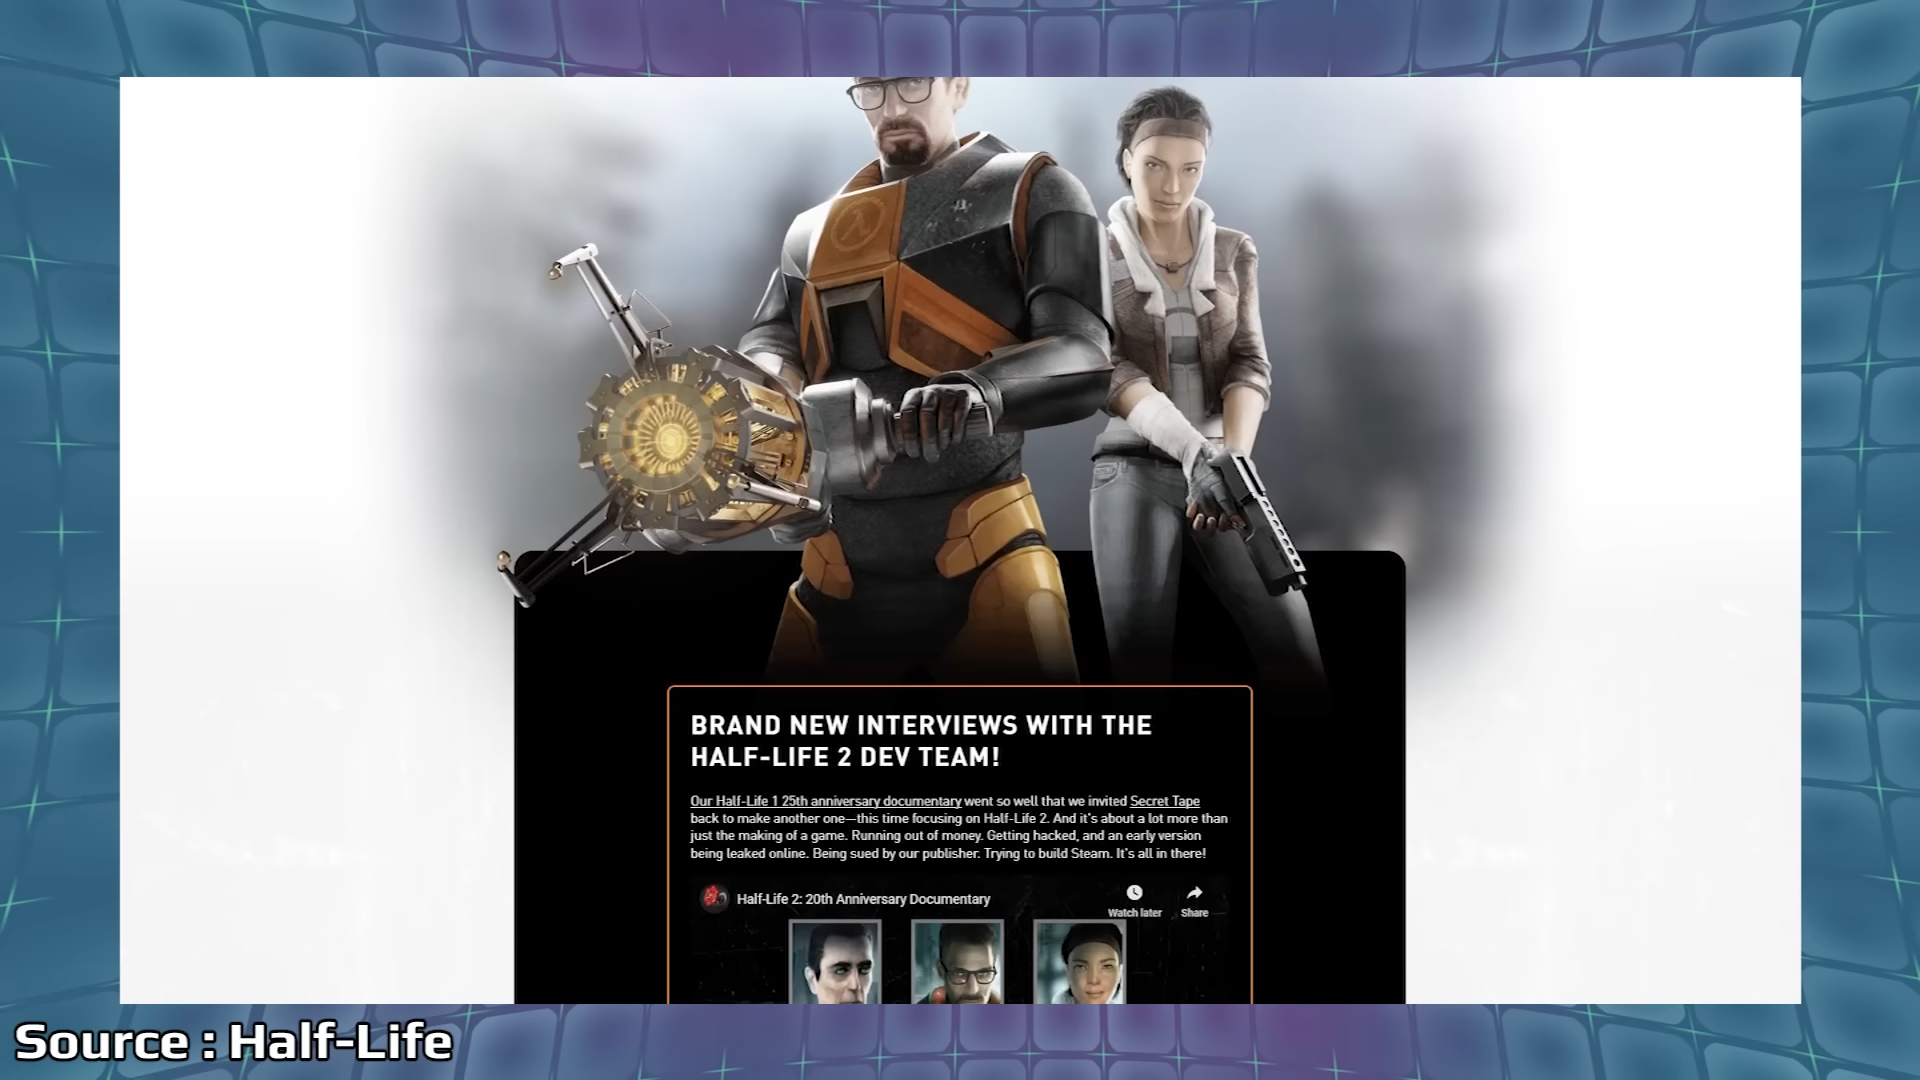 BRAND NEW INTERVIEWS WITH THE
HALF-LIFE 2 DEV TEAM!
Our Half-Life 1 25th anniversary documentary went so well that we invited Secret Tape
back to make another one—this time focusing on Half-Life 2. And it's about a lot more than
just the making of a game. Running out of money. Getting hacked, and an early version
being leaked online. Being sued by our publisher. Trying to build Steam. It's all in there!
Half-Life 2: 20th Anniversary Documentary
Watch later
Share
Source : Half-Life